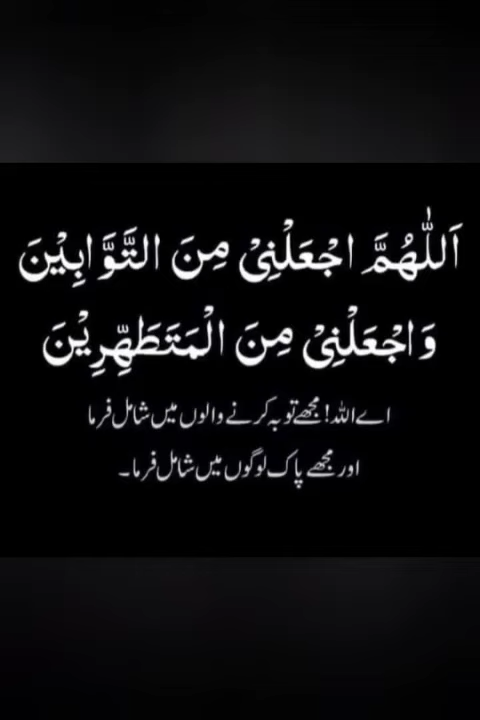 اَللّٰهُمَّ اجْعَلْنِیْ مِنَ التَّوَّابِیْنَ
وَاجْعَلْنِیْ مِنَ الْمَتَطَهِّرِیْنَ
اے اللہ! مجھے توبہ کرنے والوں میں شامل فرما
اور مجھے پاک لوگوں میں شامل فرما۔